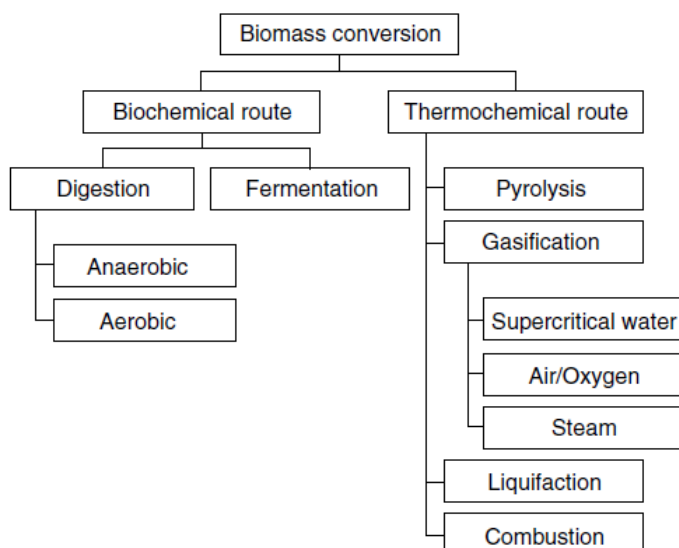 Biomass conversion
Biochemical route
Thermochemical route
Digestion
Fermentation
Pyrolysis
Gasification
Anaerobic
Aerobic
Supercritical water
Air/Oxygen
Steam
Liquifaction
Combustion